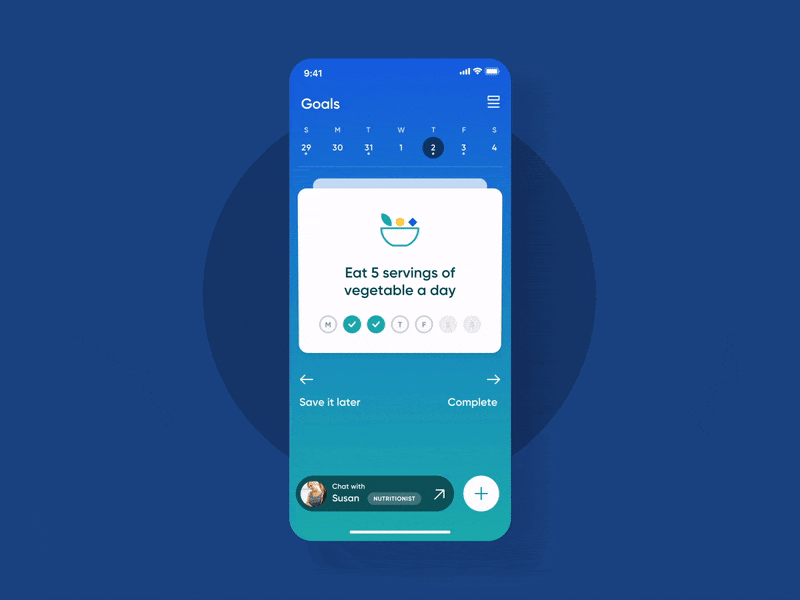 9:41
Goals
S M T W T F S
29 30 31 1 2 3 4
Eat 5 servings of
vegetable a day
M T F
Save it later Complete
Chat with
Susan NUTRITIONIST